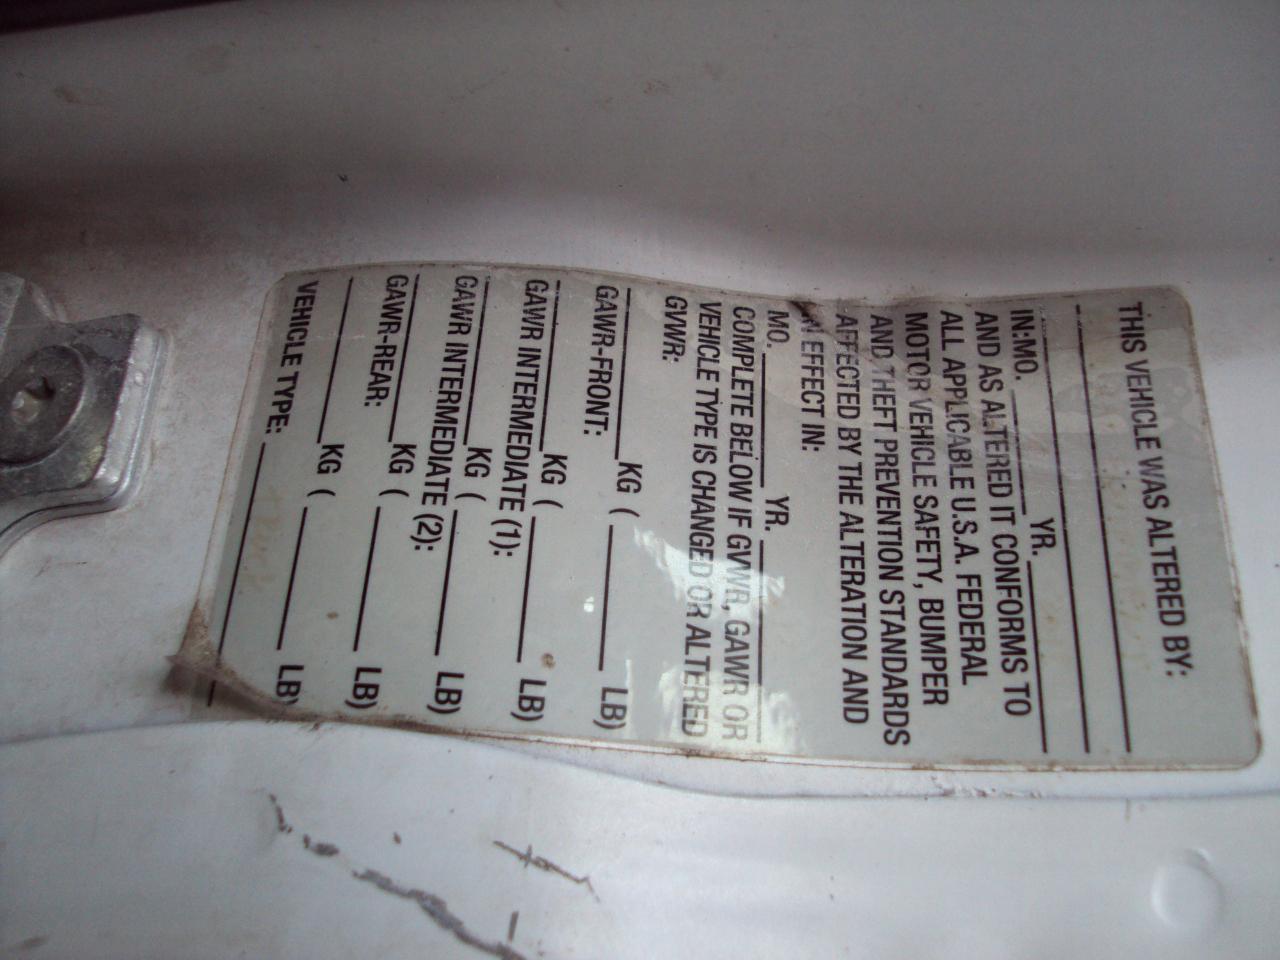 THIS VEHICLE WAS ALTERED BY:
IN:MO. YR.
AND AS ALTERED IT CONFORMS TO
ALL APPLICABLE U.S.A. FEDERAL
MOTOR VEHICLE SAFETY, BUMPER
AND THEFT PREVENTION STANDARDS
AFFECTED BY THE ALTERATION AND
IN EFFECT IN:
MO. YR.
COMPLETE BELOW IF GVWR, GAWR OR
VEHICLE TYPE IS CHANGED OR ALTERED
GVWR:
KG ( LB)
GAWR-FRONT:
KG ( LB)
GAWR INTERMEDIATE (1):
KG ( LB)
GAWR INTERMEDIATE (2):
KG ( LB)
GAWR-REAR:
KG ( LB)
VEHICLE TYPE: